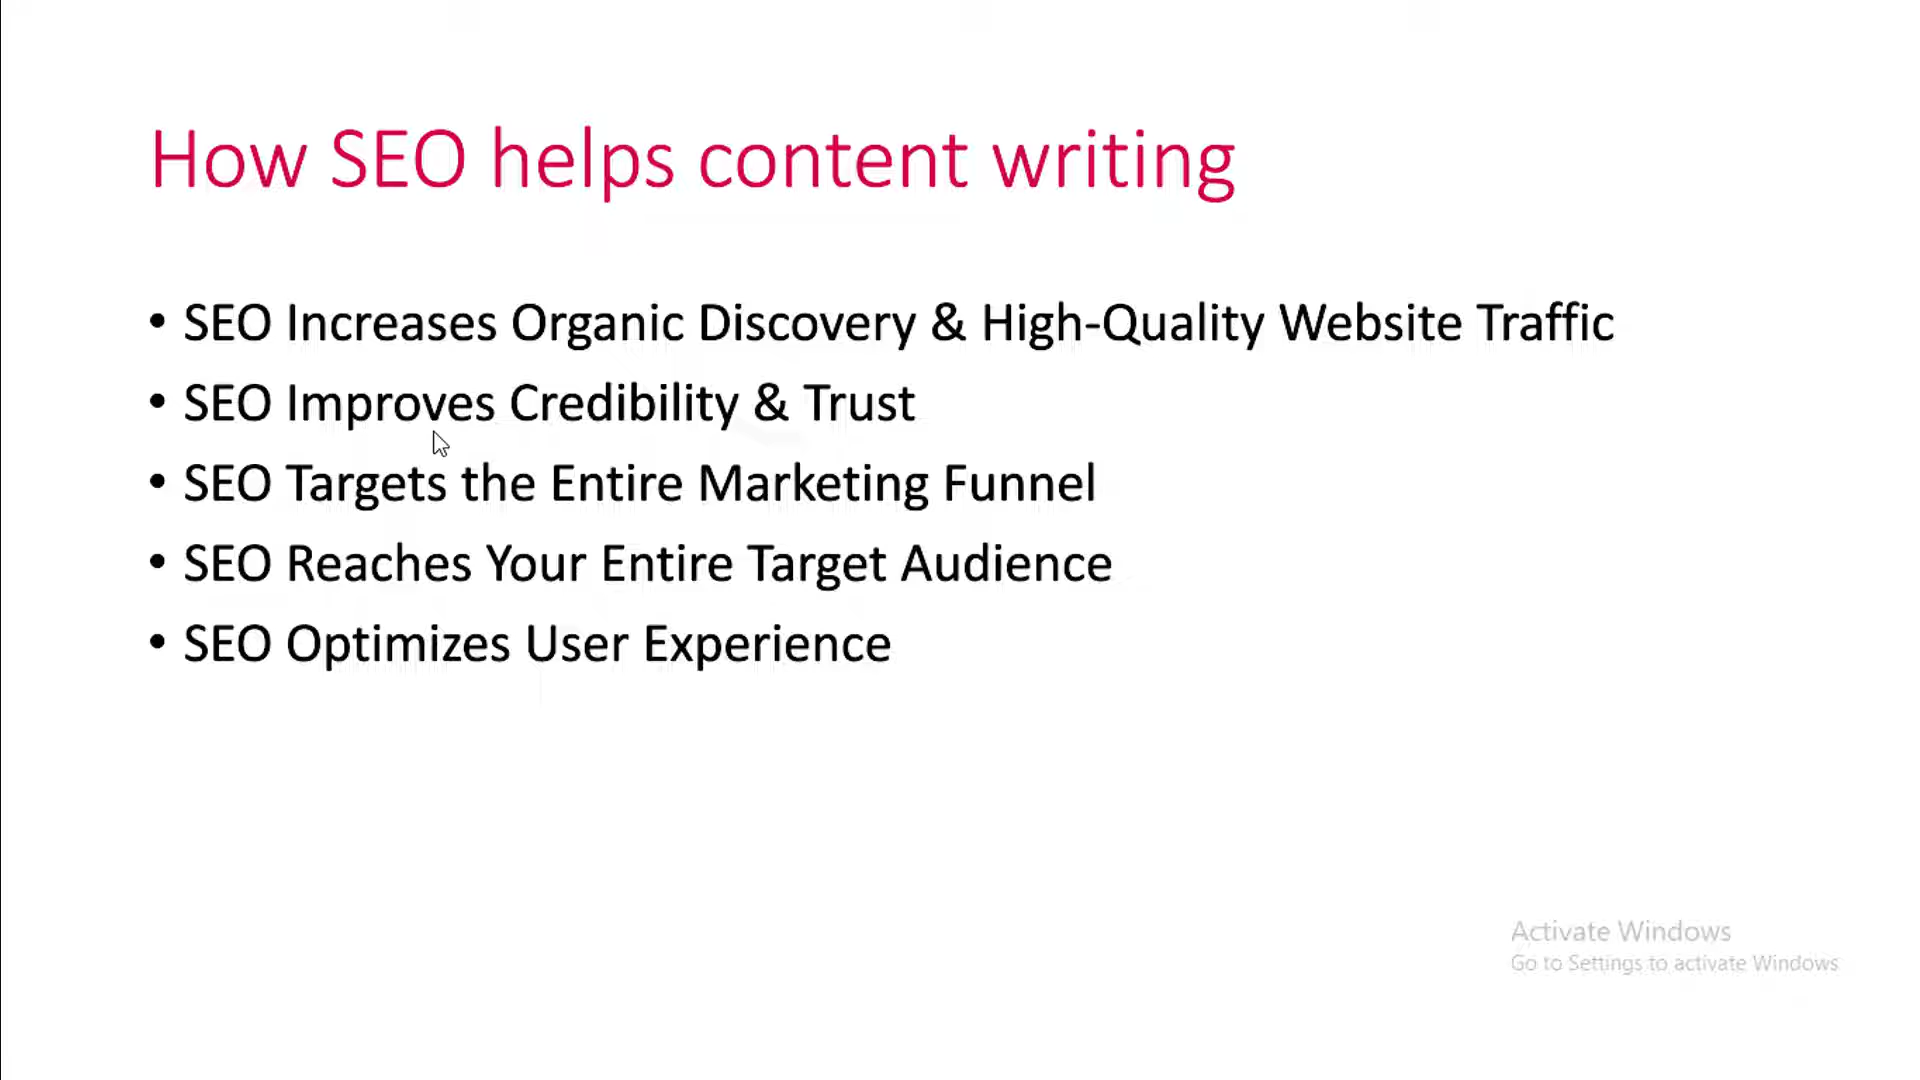 How SEO helps content writing
• SEO Increases Organic Discovery & High-Quality Website Traffic
• SEO Improves Credibility & Trust
• SEO Targets the Entire Marketing Funnel
• SEO Reaches Your Entire Target Audience
• SEO Optimizes User Experience
Activate Windows
Go to Settings to activate Windows